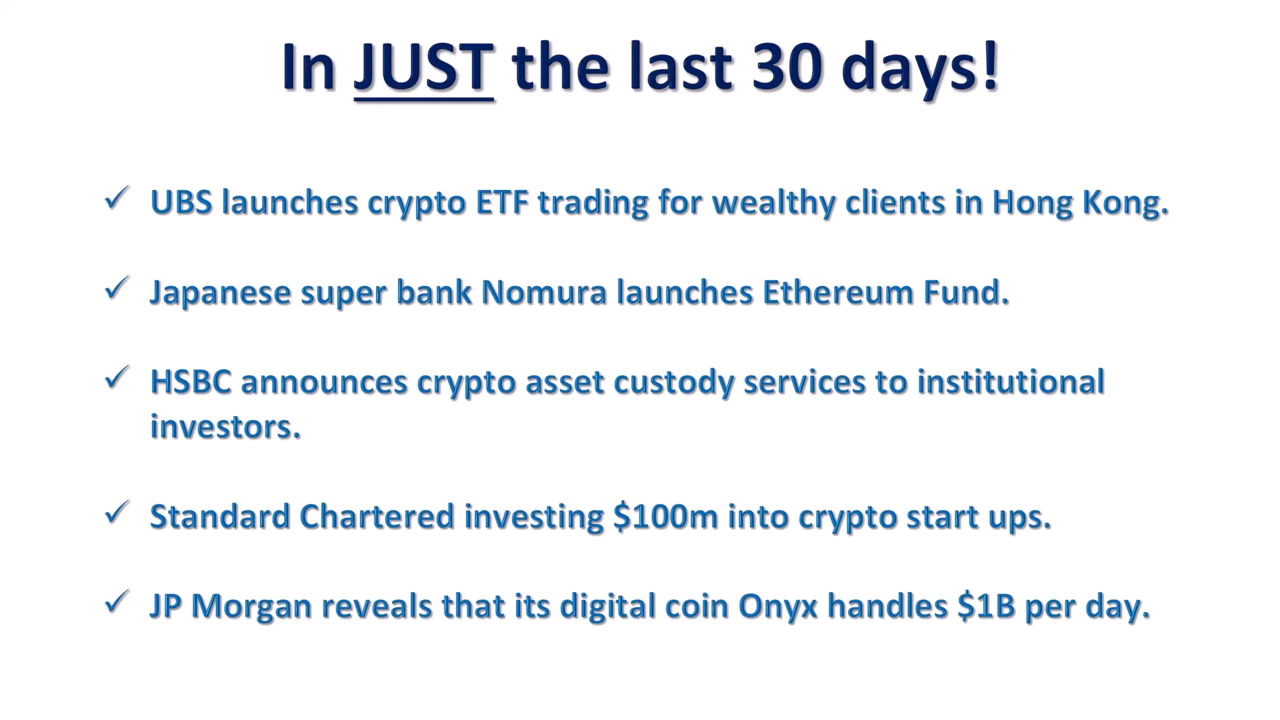 In JUST the last 30 days!
✓ UBS launches crypto ETF trading for wealthy clients in Hong Kong.
✓ Japanese super bank Nomura launches Ethereum Fund.
✓ HSBC announces crypto asset custody services to institutional
investors.
✓ Standard Chartered investing $100m into crypto start ups.
✓ JP Morgan reveals that its digital coin Onyx handles $1B per day.